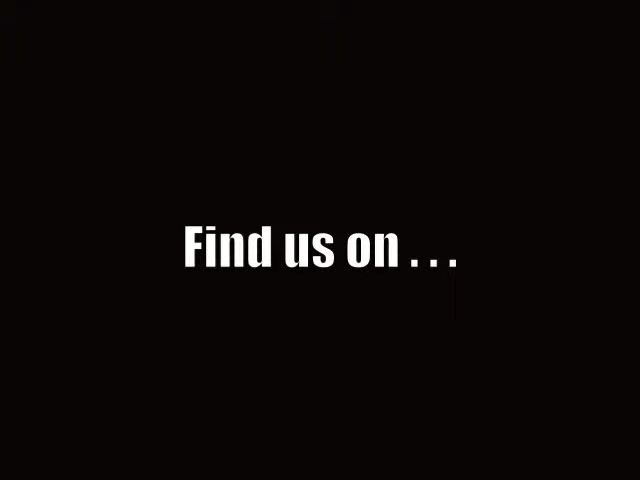 Find us on . . .